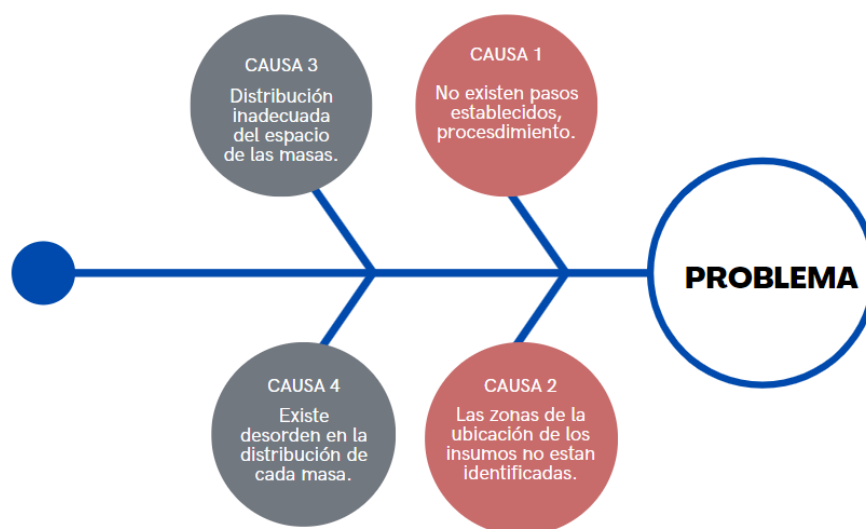 CAUSA 3
Distribución
inadecuada
del espacio
de las masas.
CAUSA 1
No existen pasos
establecidos,
procesdimiento.
PROBLEMA
CAUSA 4
Existe
desorden en la
distribución de
cada masa.
CAUSA 2
Las zonas de la
ubicación de los
insumos no estan
identificadas.